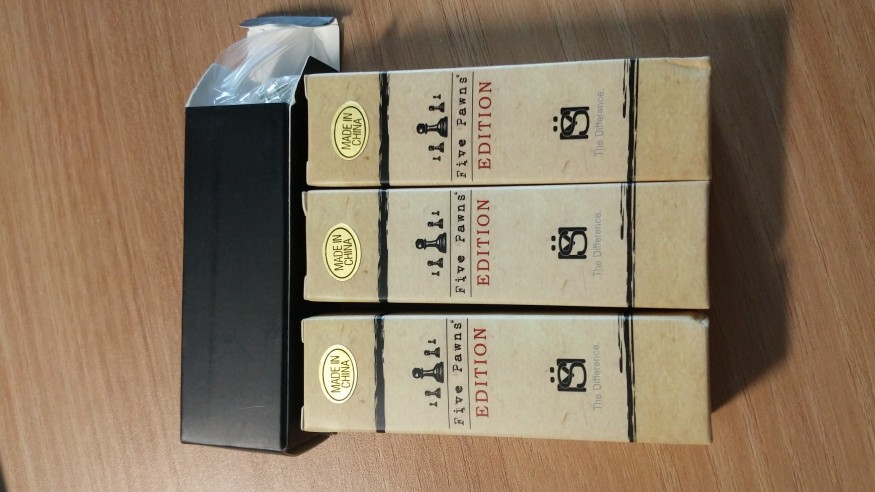 MADE IN
CHINA
Five Pawns®
EDITION
The Difference.
MADE IN
CHINA
Five Pawns®
EDITION
The Difference.
MADE IN
CHINA
Five Pawns®
EDITION
The Difference.